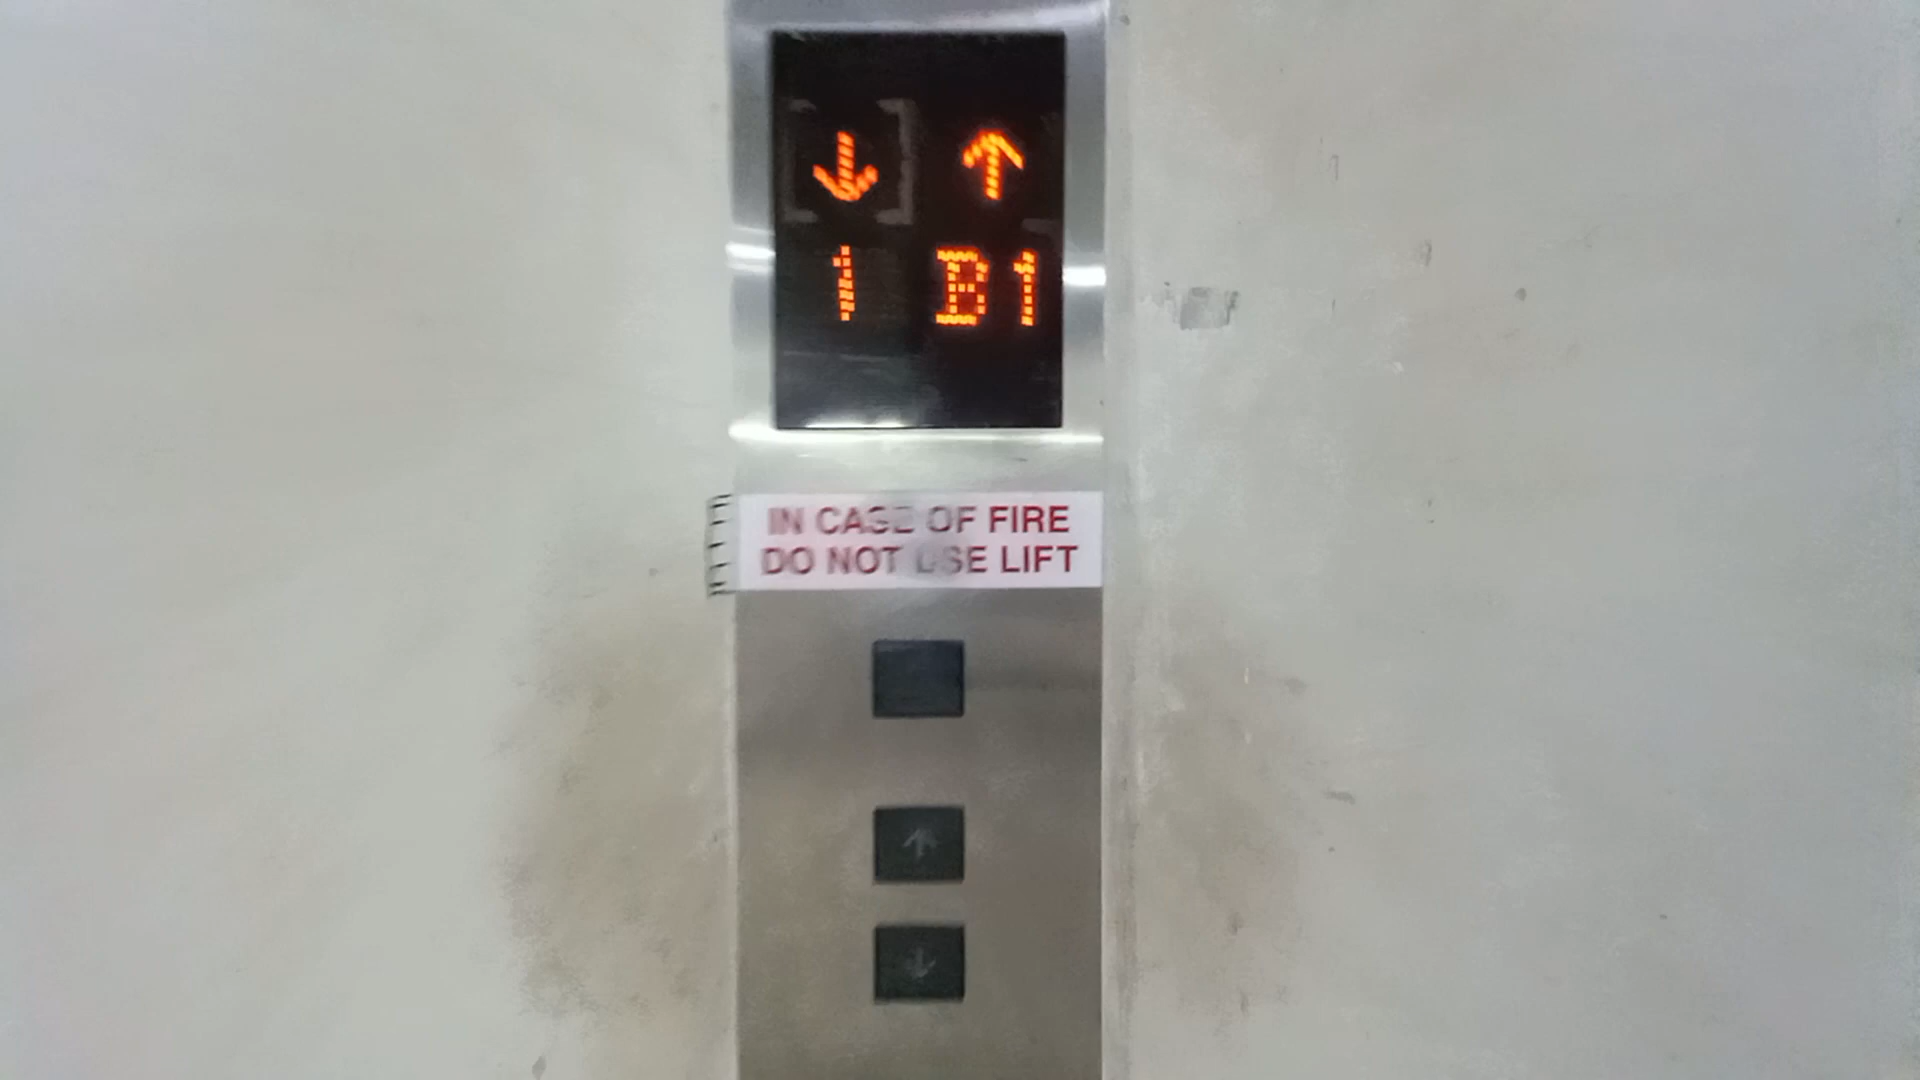 ↓ ↑
1 B1
IN CASE OF FIRE
DO NOT USE LIFT
↑
↓